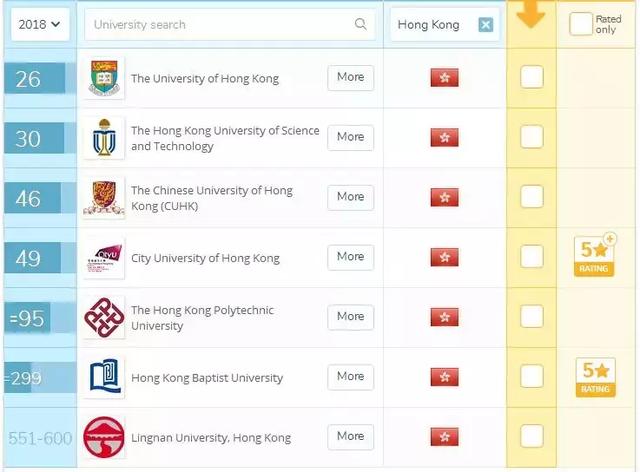 2018
University search
Hong Kong
Rated
only
26
The University of Hong Kong
More
30
The Hong Kong University of Science
and Technology
More
46
The Chinese University of Hong
Kong (CUHK)
More
49
CityU
City University of Hong Kong
More
5★+
RATING
=95
The Hong Kong Polytechnic
University
More
=299
Hong Kong Baptist University
More
5★
RATING
551-600
Lingnan University, Hong Kong
More